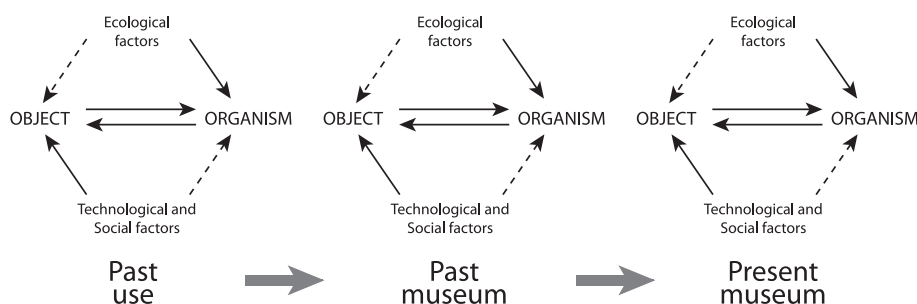 Ecological
factors
OBJECT
ORGANISM
Technological and
Social factors
Past
use
Ecological
factors
OBJECT
ORGANISM
Technological and
Social factors
Past
museum
Ecological
factors
OBJECT
ORGANISM
Technological and
Social factors
Present
museum